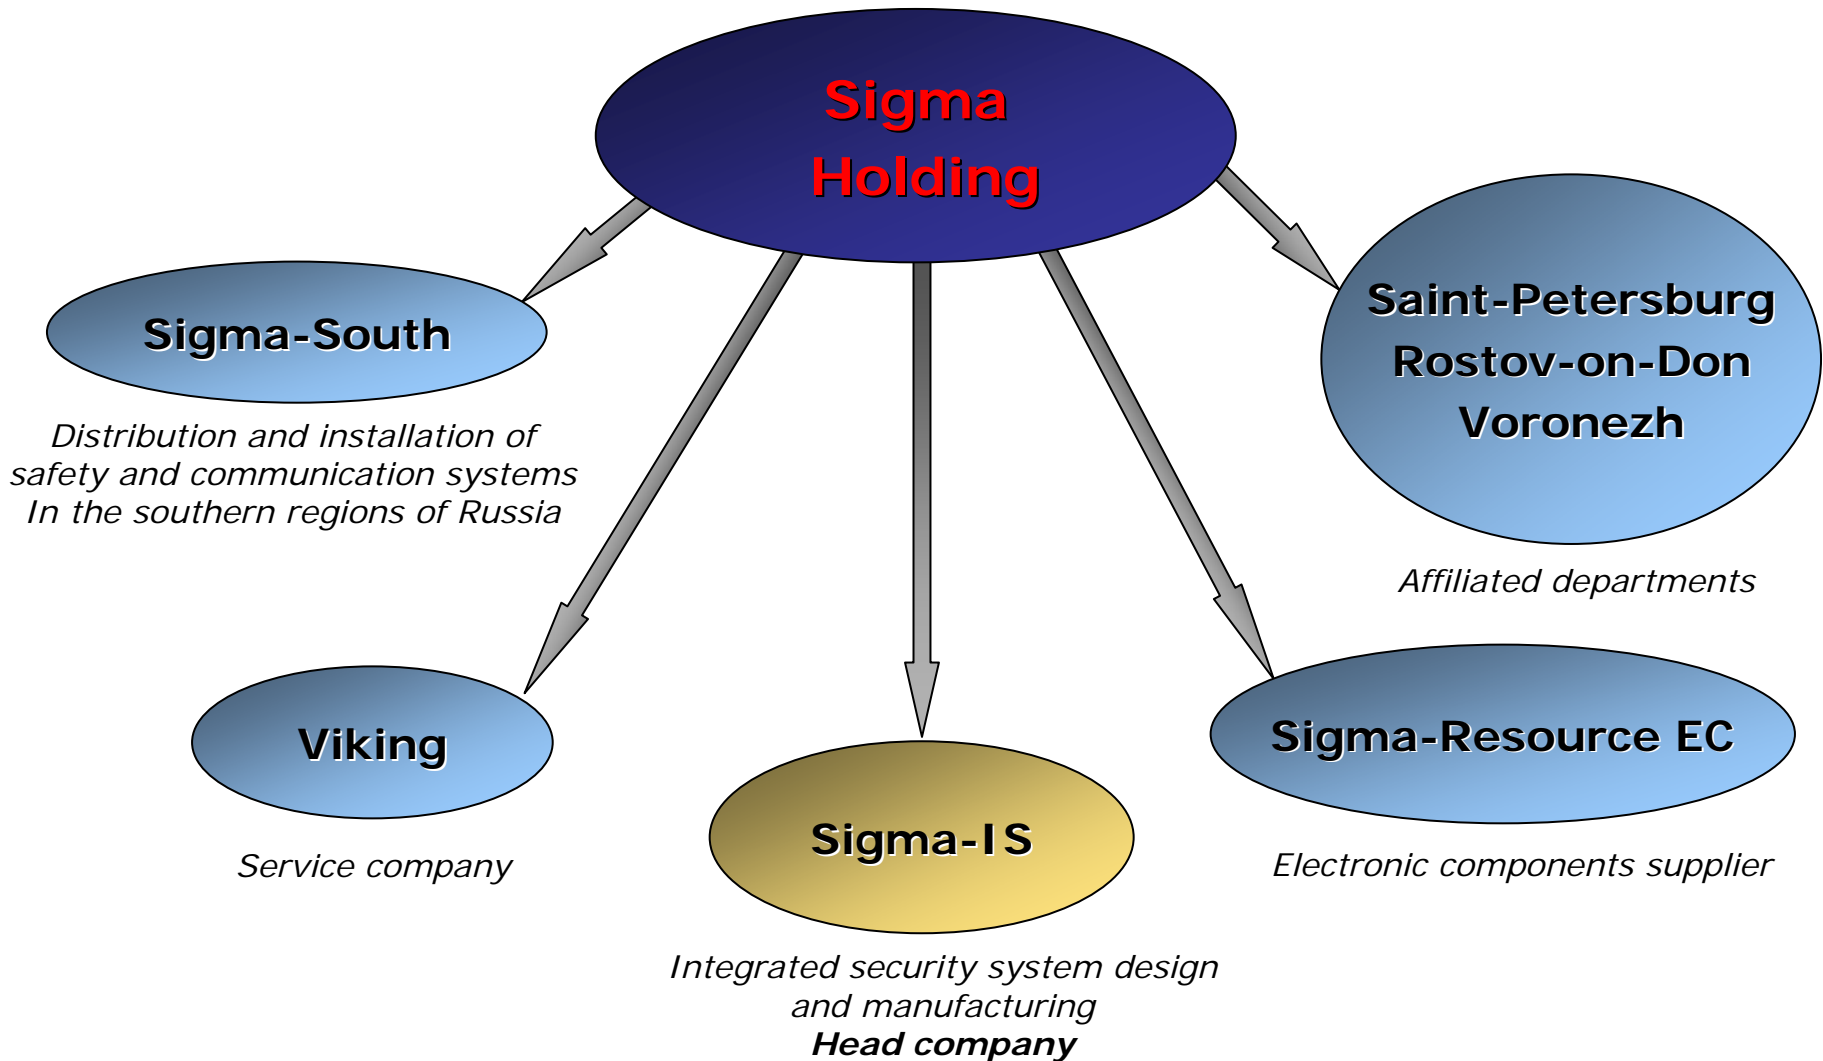 Sigma
Holding
Sigma-South
Distribution and installation of
safety and communication systems
In the southern regions of Russia
Saint-Petersburg
Rostov-on-Don
Voronezh
Affiliated departments
Viking
Service company
Sigma-IS
Integrated security system design
and manufacturing
Head company
Sigma-Resource EC
Electronic components supplier